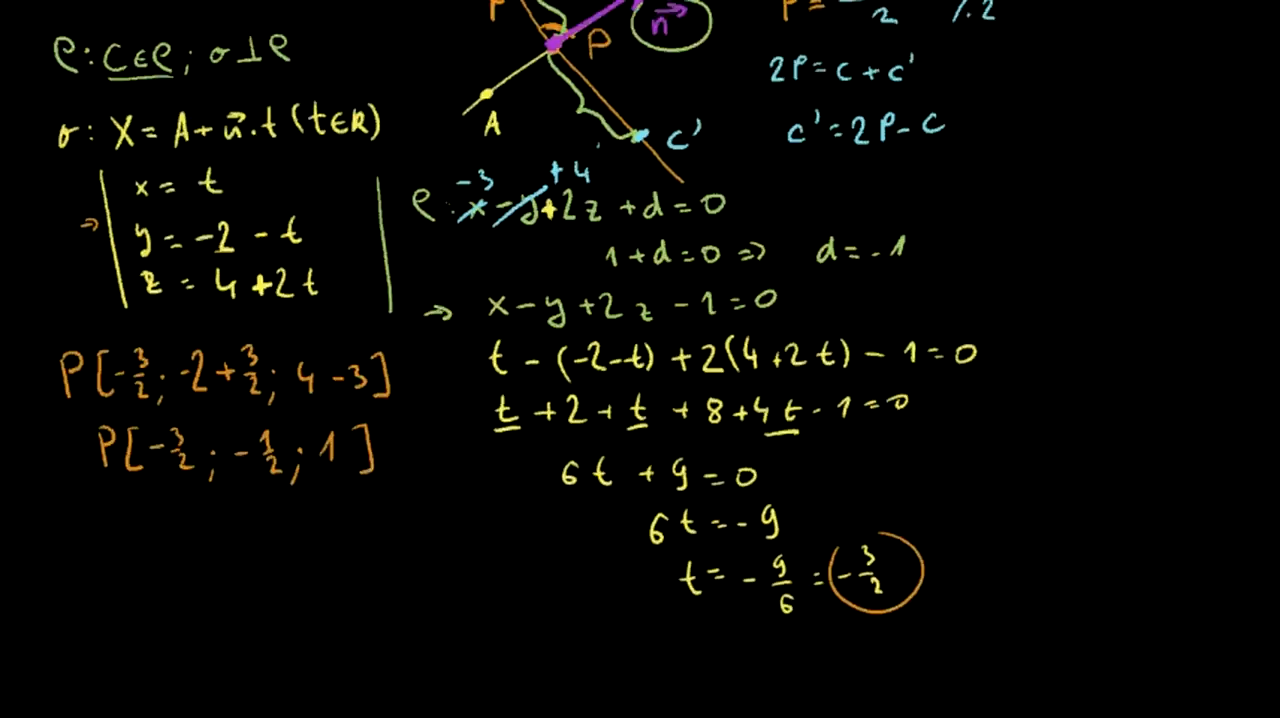 P = — 2 /.2
n⃗
P
ρ: C∈ρ; σ⊥ρ
2P = C + C'
σ: X = A + u⃗.t (t∈R)
A
C'
C' = 2P - C
x = t
-3 +4
ρ: x - y + 2z + d = 0
⇒ y = -2 - t
1 + d = 0 ⇒ d = -1
z = 4 + 2t
→ x - y + 2z - 1 = 0
P[-3/2; -2 + 3/2; 4 - 3]
t - (-2 - t) + 2(4 + 2t) - 1 = 0
t + 2 + t + 8 + 4t - 1 = 0
P[-3/2; -1/2; 1]
6t + 9 = 0
6t = -9
t = -9/6 = -3/2